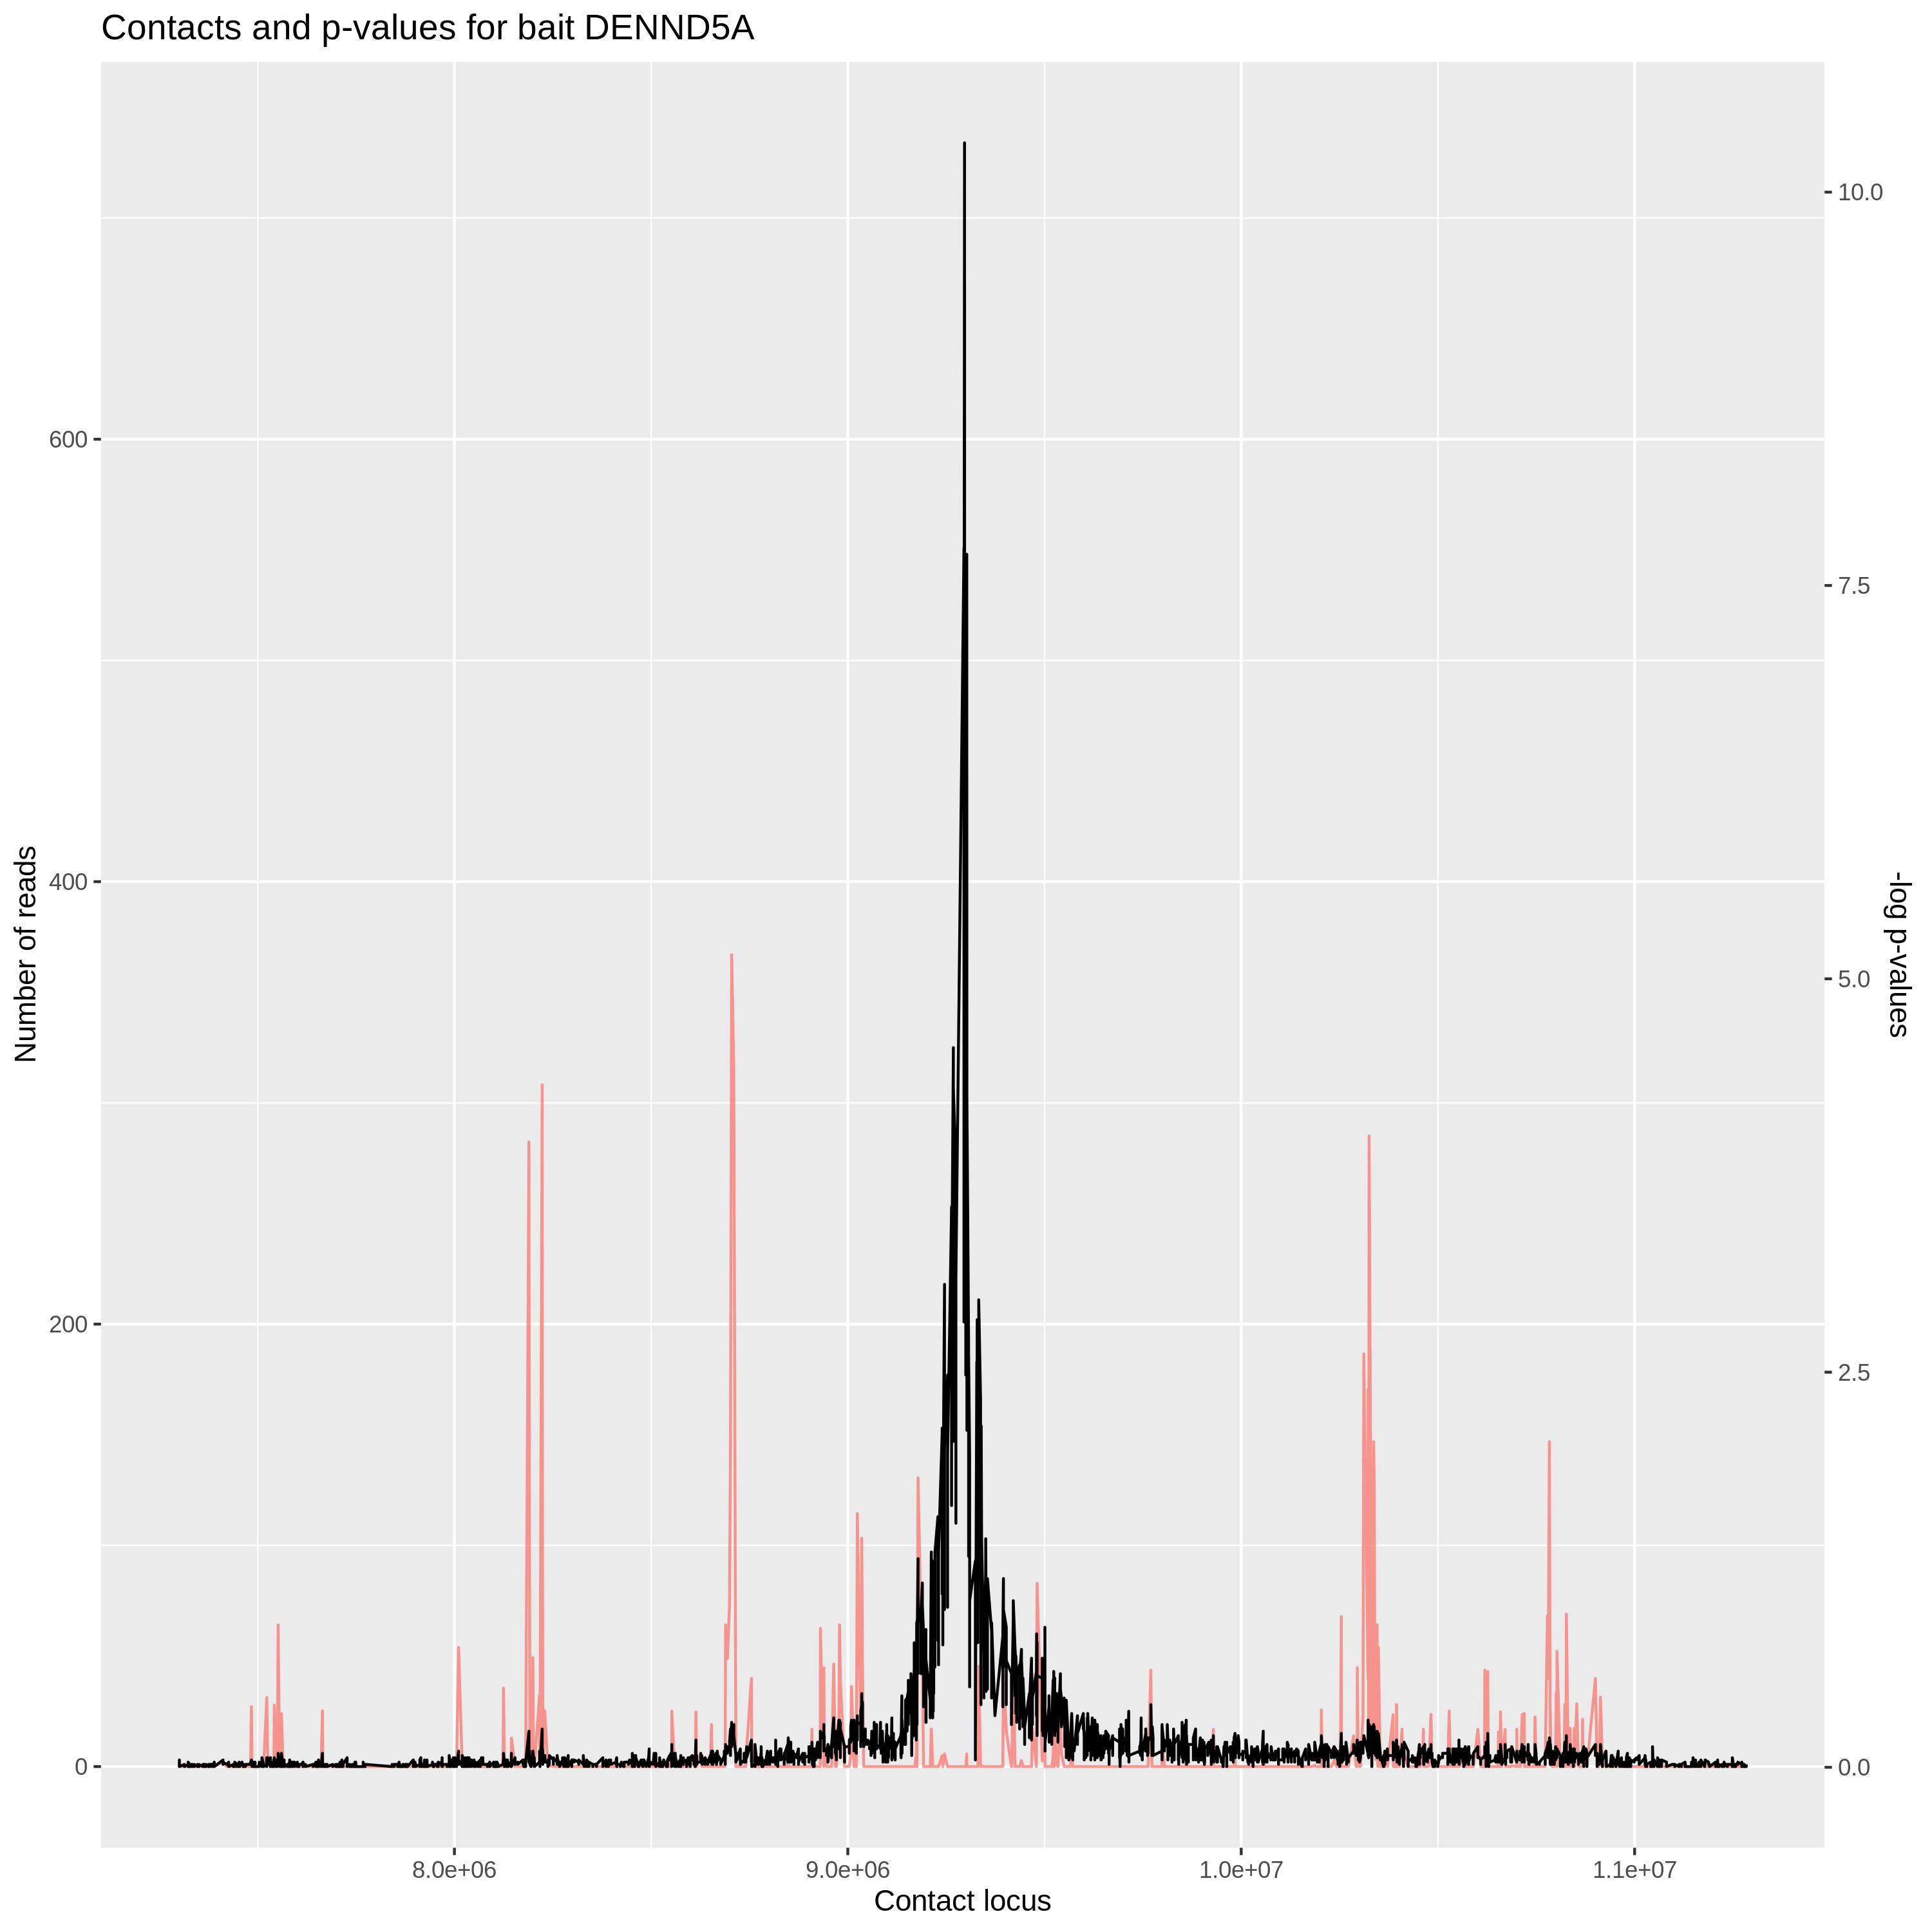 Contacts and p-values for bait DENND5A
Number of reads
600
400
200
0
10.0
7.5
5.0
2.5
0.0
-log p-values
8.0e+06 9.0e+06 1.0e+07 1.1e+07
Contact locus